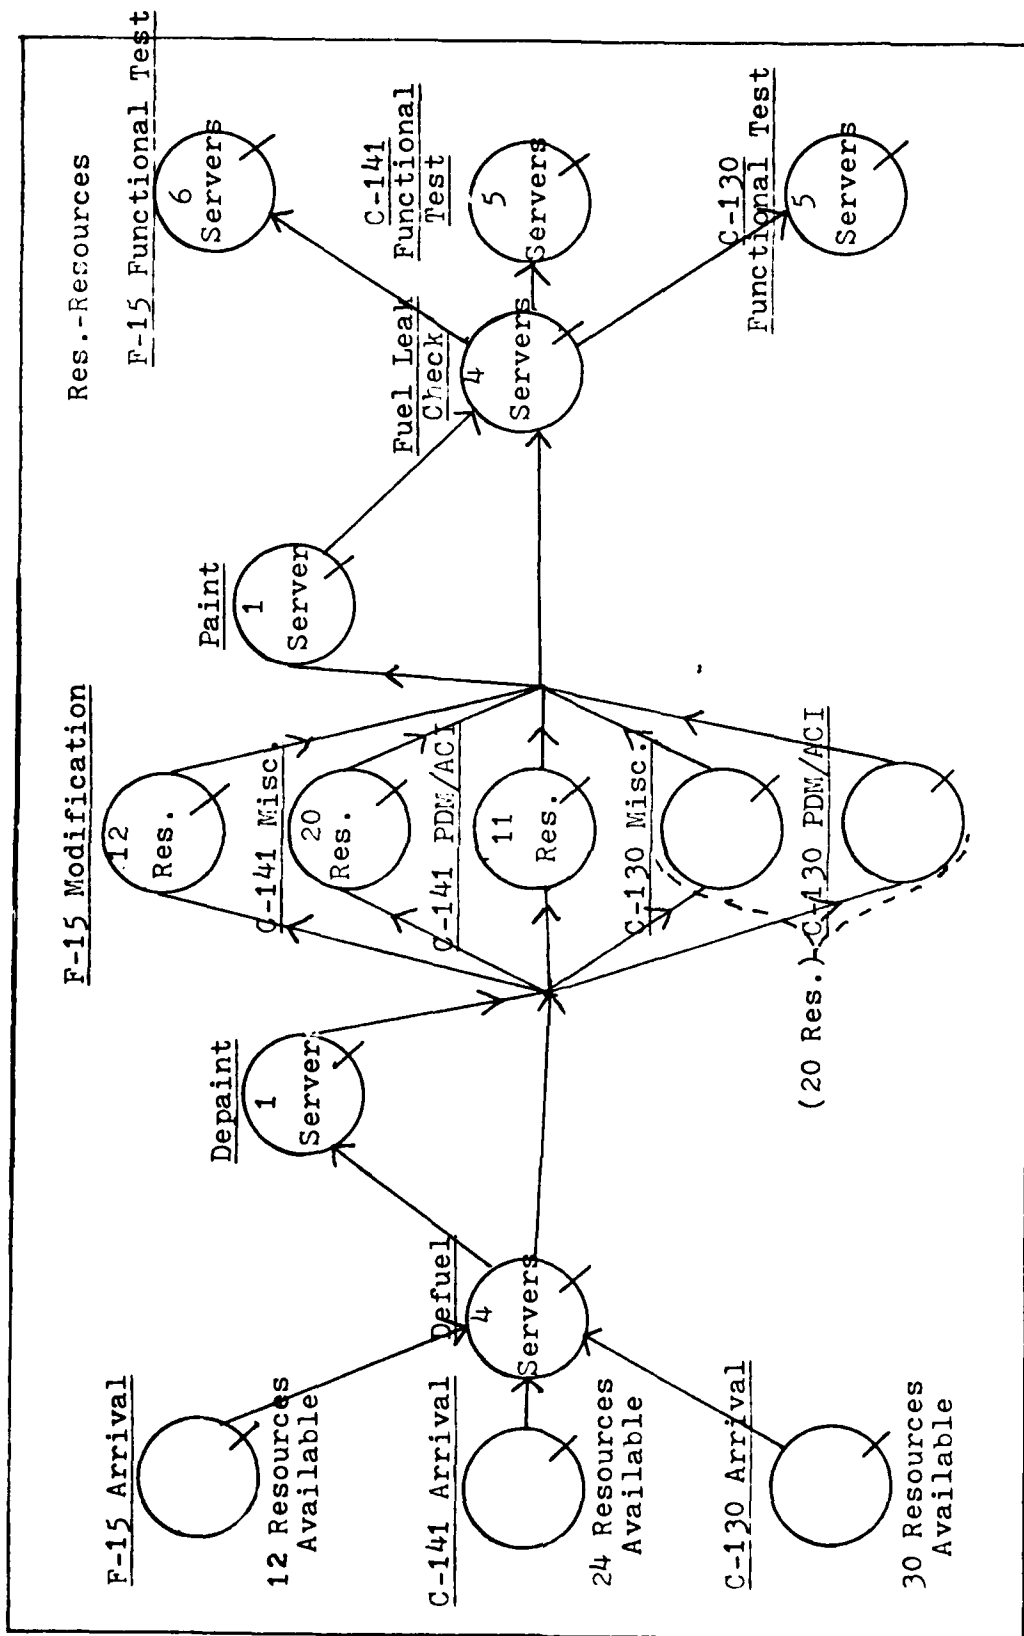 Res.-Resources
F-15 Arrival
12 Resources
Available
C-141 Arrival
24 Resources
Available
C-130 Arrival
30 Resources
Available
Defuel
4
Servers
Depaint
1
Server
F-15 Modification
12
Res.
C-141 Misc.
20
Res.
C-141 PDM/ACI
11
Res.
C-130 Misc.
C-130 PDM/ACI
(20 Res.)
Paint
1
Server
Fuel Leak
Check
4
Servers
F-15 Functional Test
6
Servers
C-141
Functional
Test
5
Servers
C-130
Functional Test
5
Servers